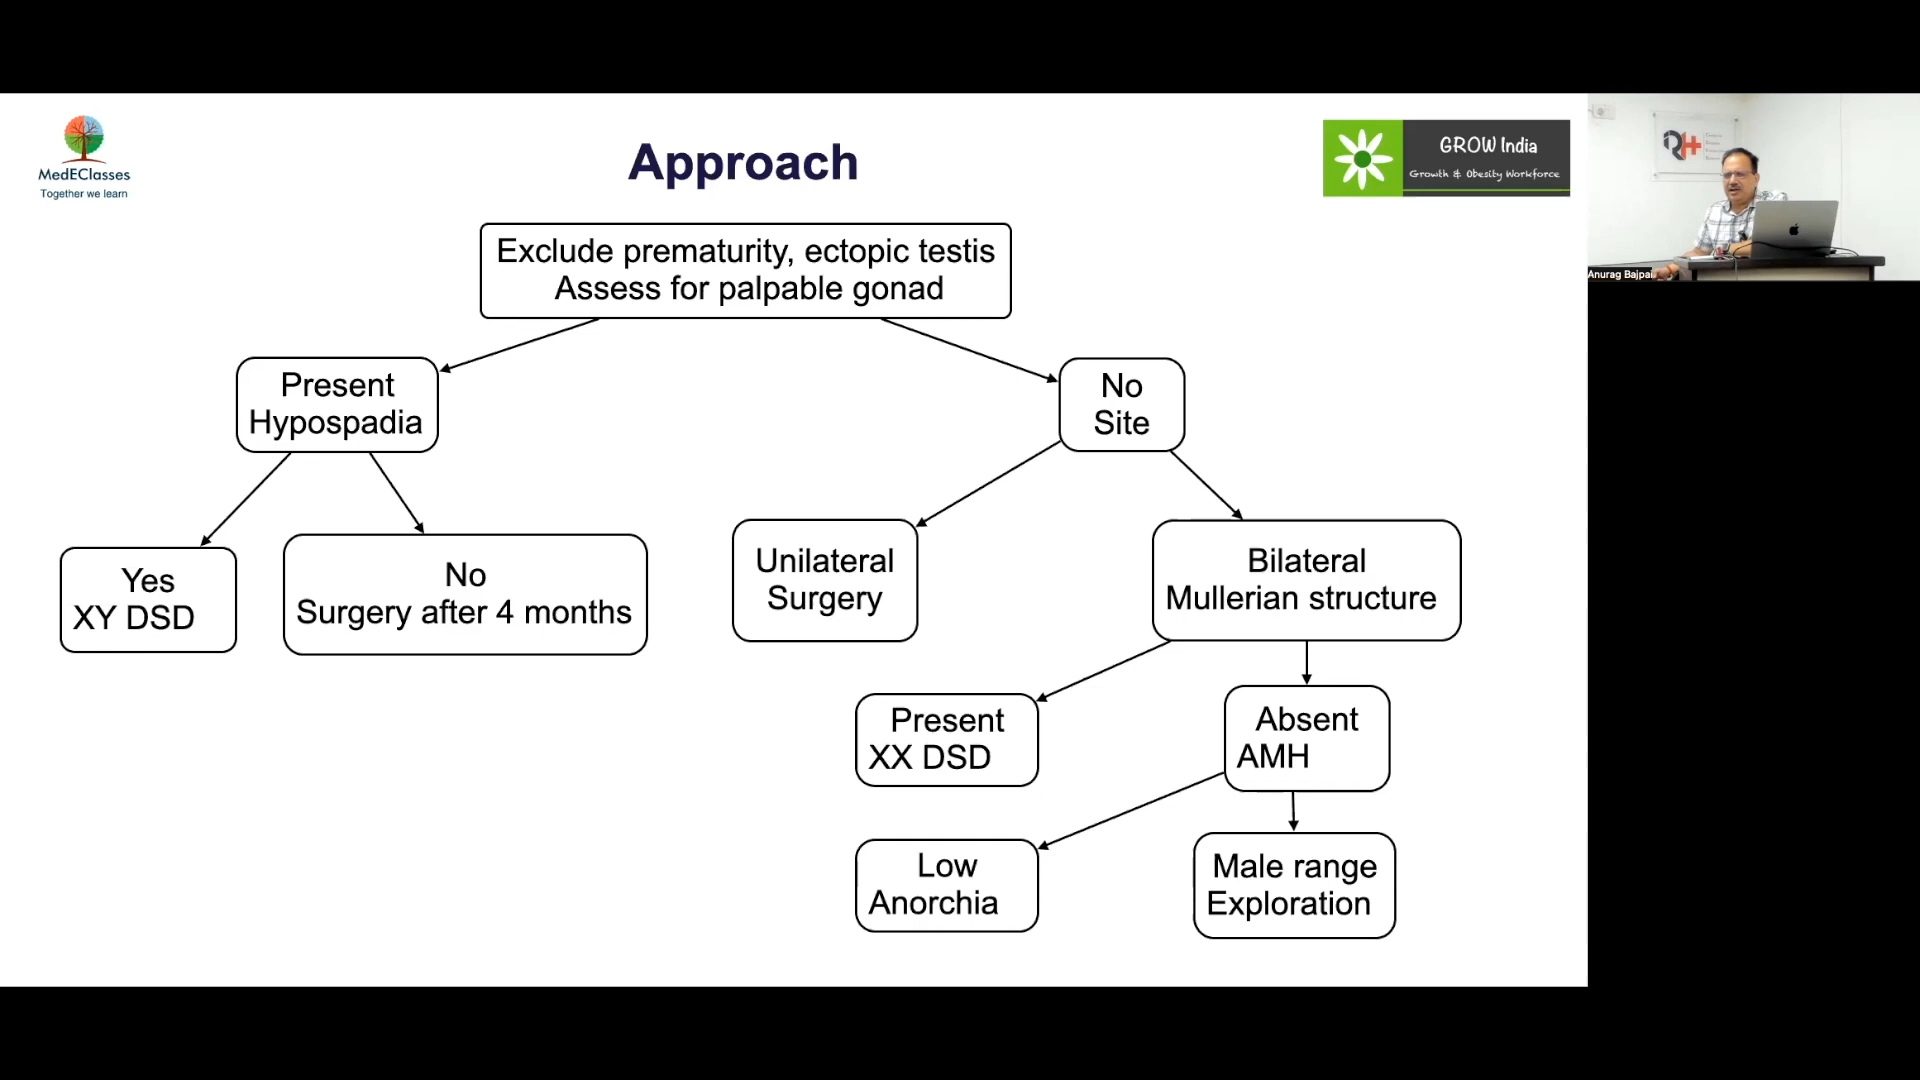 MedEClasses
Together we learn
Approach
GROW India
Growth & Obesity Workforce
Exclude prematurity, ectopic testis
Assess for palpable gonad
Present
Hypospadia
No
Site
Yes
XY DSD
No
Surgery after 4 months
Unilateral
Surgery
Bilateral
Mullerian structure
Present
XX DSD
Absent
AMH
Low
Anorchia
Male range
Exploration
Anurag Bajpai